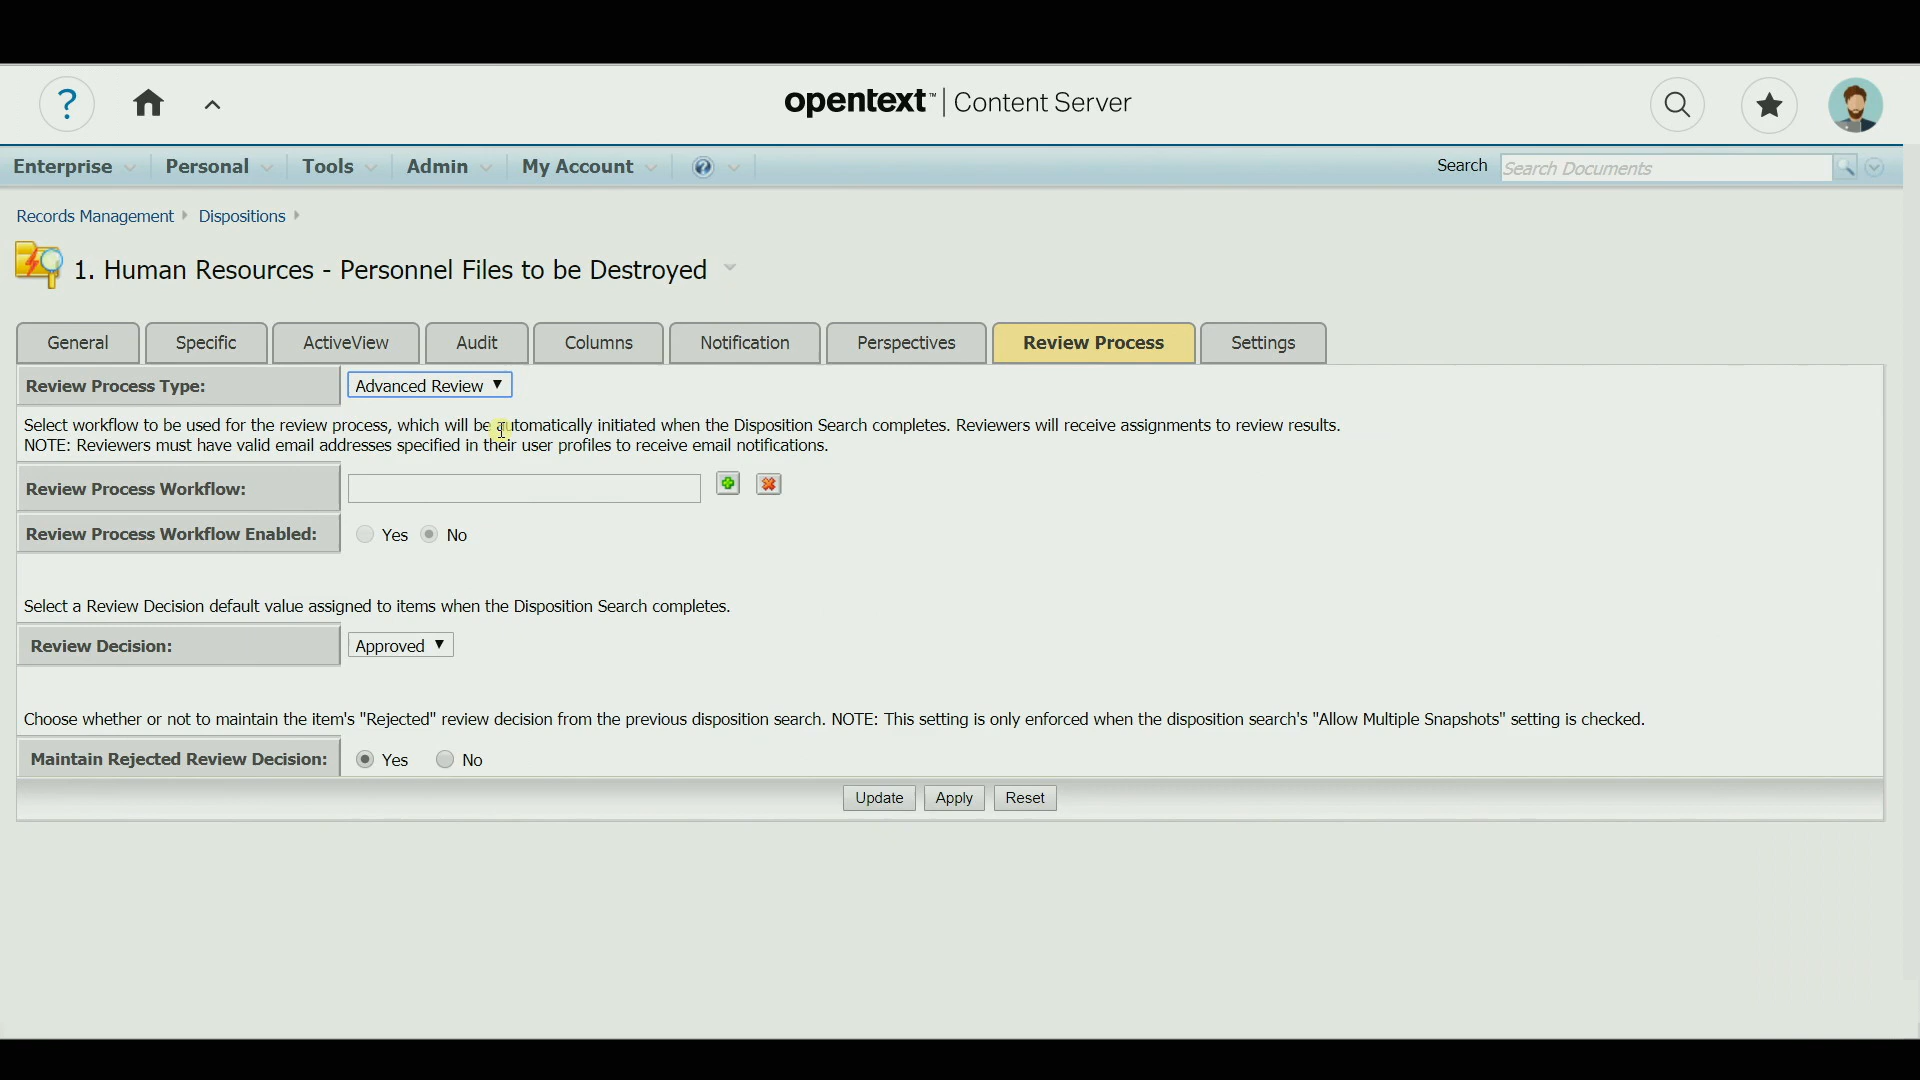 ?
opentext™ | Content Server
Enterprise Personal Tools Admin My Account ? Search Search Documents
Records Management Dispositions
1. Human Resources - Personnel Files to be Destroyed
General Specific ActiveView Audit Columns Notification Perspectives Review Process Settings
Review Process Type: Advanced Review
Select workflow to be used for the review process, which will be automatically initiated when the Disposition Search completes. Reviewers will receive assignments to review results.
NOTE: Reviewers must have valid email addresses specified in their user profiles to receive email notifications.
Review Process Workflow:
Review Process Workflow Enabled: Yes No
Select a Review Decision default value assigned to items when the Disposition Search completes.
Review Decision: Approved
Choose whether or not to maintain the item's "Rejected" review decision from the previous disposition search. NOTE: This setting is only enforced when the disposition search's "Allow Multiple Snapshots" setting is checked.
Maintain Rejected Review Decision: Yes No
Update Apply Reset